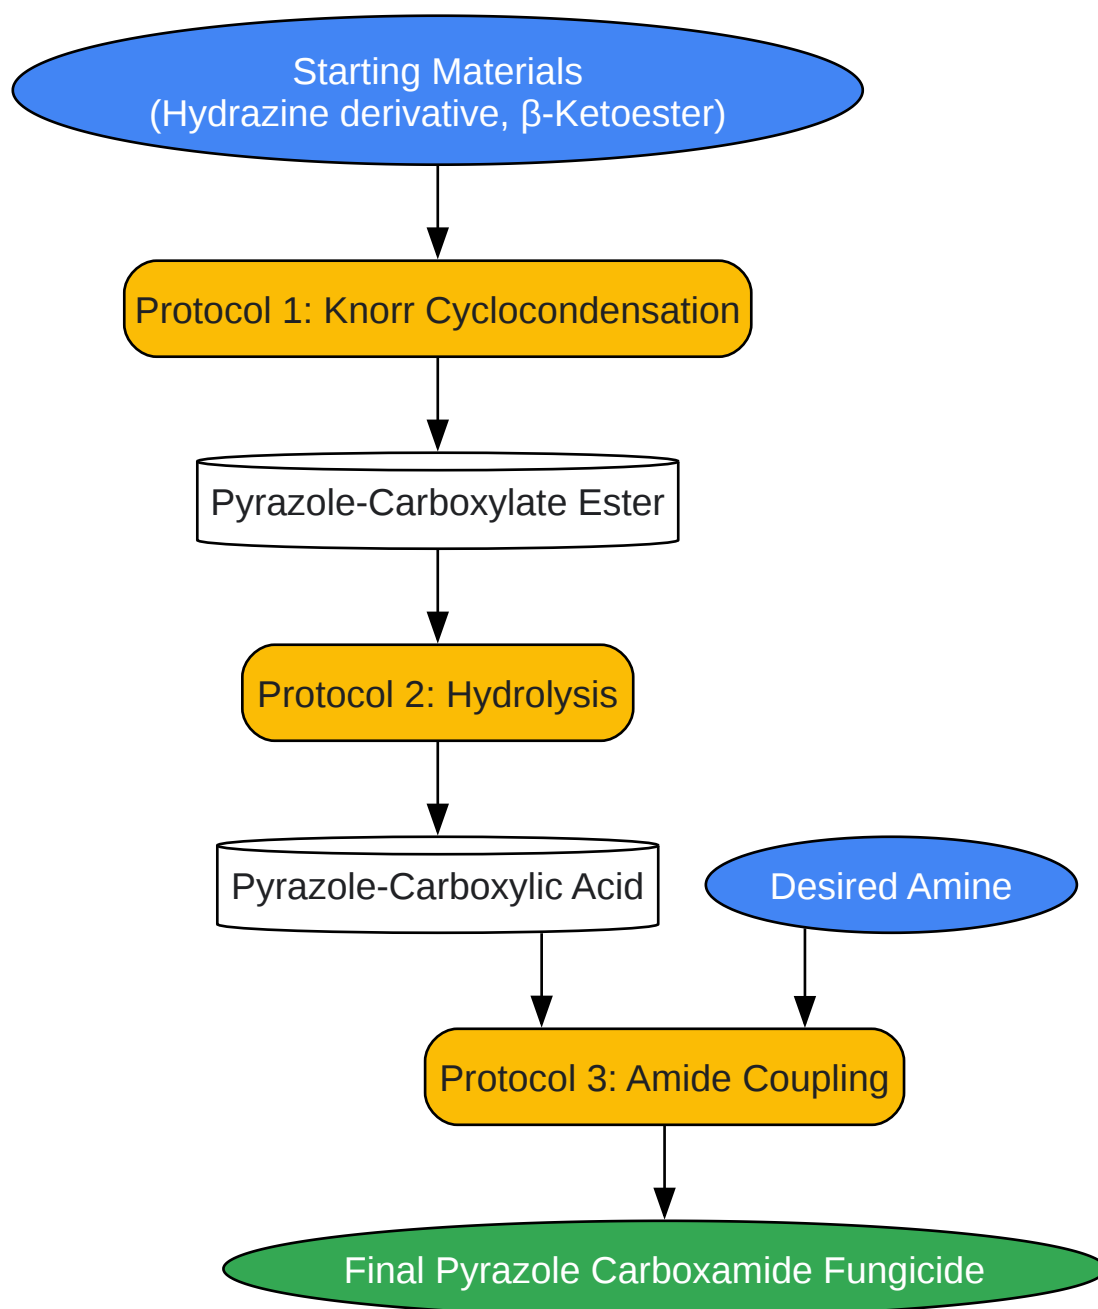 Starting Materials
(Hydrazine derivative, β-Ketoester)
Protocol 1: Knorr Cyclocondensation
Pyrazole-Carboxylate Ester
Protocol 2: Hydrolysis
Pyrazole-Carboxylic Acid
Desired Amine
Protocol 3: Amide Coupling
Final Pyrazole Carboxamide Fungicide